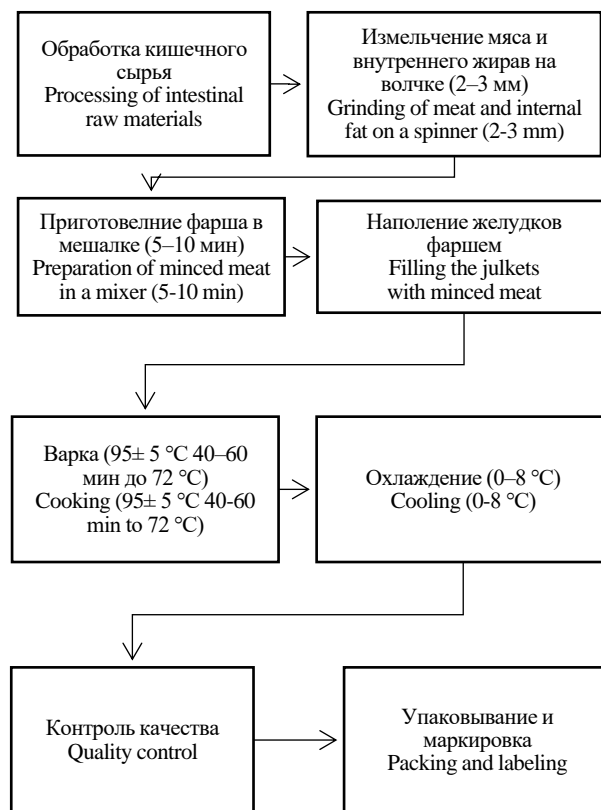 Обработка кишечного
сырья
Processing of intestinal
raw materials
Измельчение мяса и
внутреннего жирав на
волчке (2–3 мм)
Grinding of meat and internal
fat on a spinner (2-3 mm)
Приготовелние фарша в
мешалке (5–10 мин)
Preparation of minced meat
in a mixer (5-10 min)
Наполение желудков
фаршем
Filling the julkets
with minced meat
Варка (95± 5 °C 40–60
мин до 72 °C)
Cooking (95± 5 °C 40-60
min to 72 °C)
Охлаждение (0–8 °C)
Cooling (0-8 °C)
Контроль качества
Quality control
Упаковывание и
маркировка
Packing and labeling